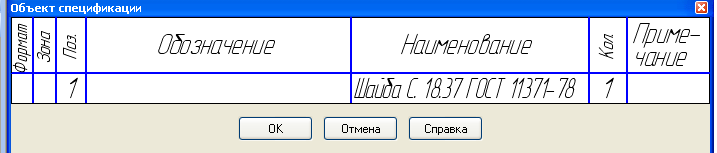 Объект спецификации
Формат Зона Поз. Обозначение Наименование Кол. Приме-
чание
1 Шайба C. 18.37 ГОСТ 11371-78 1
OK Отмена Справка